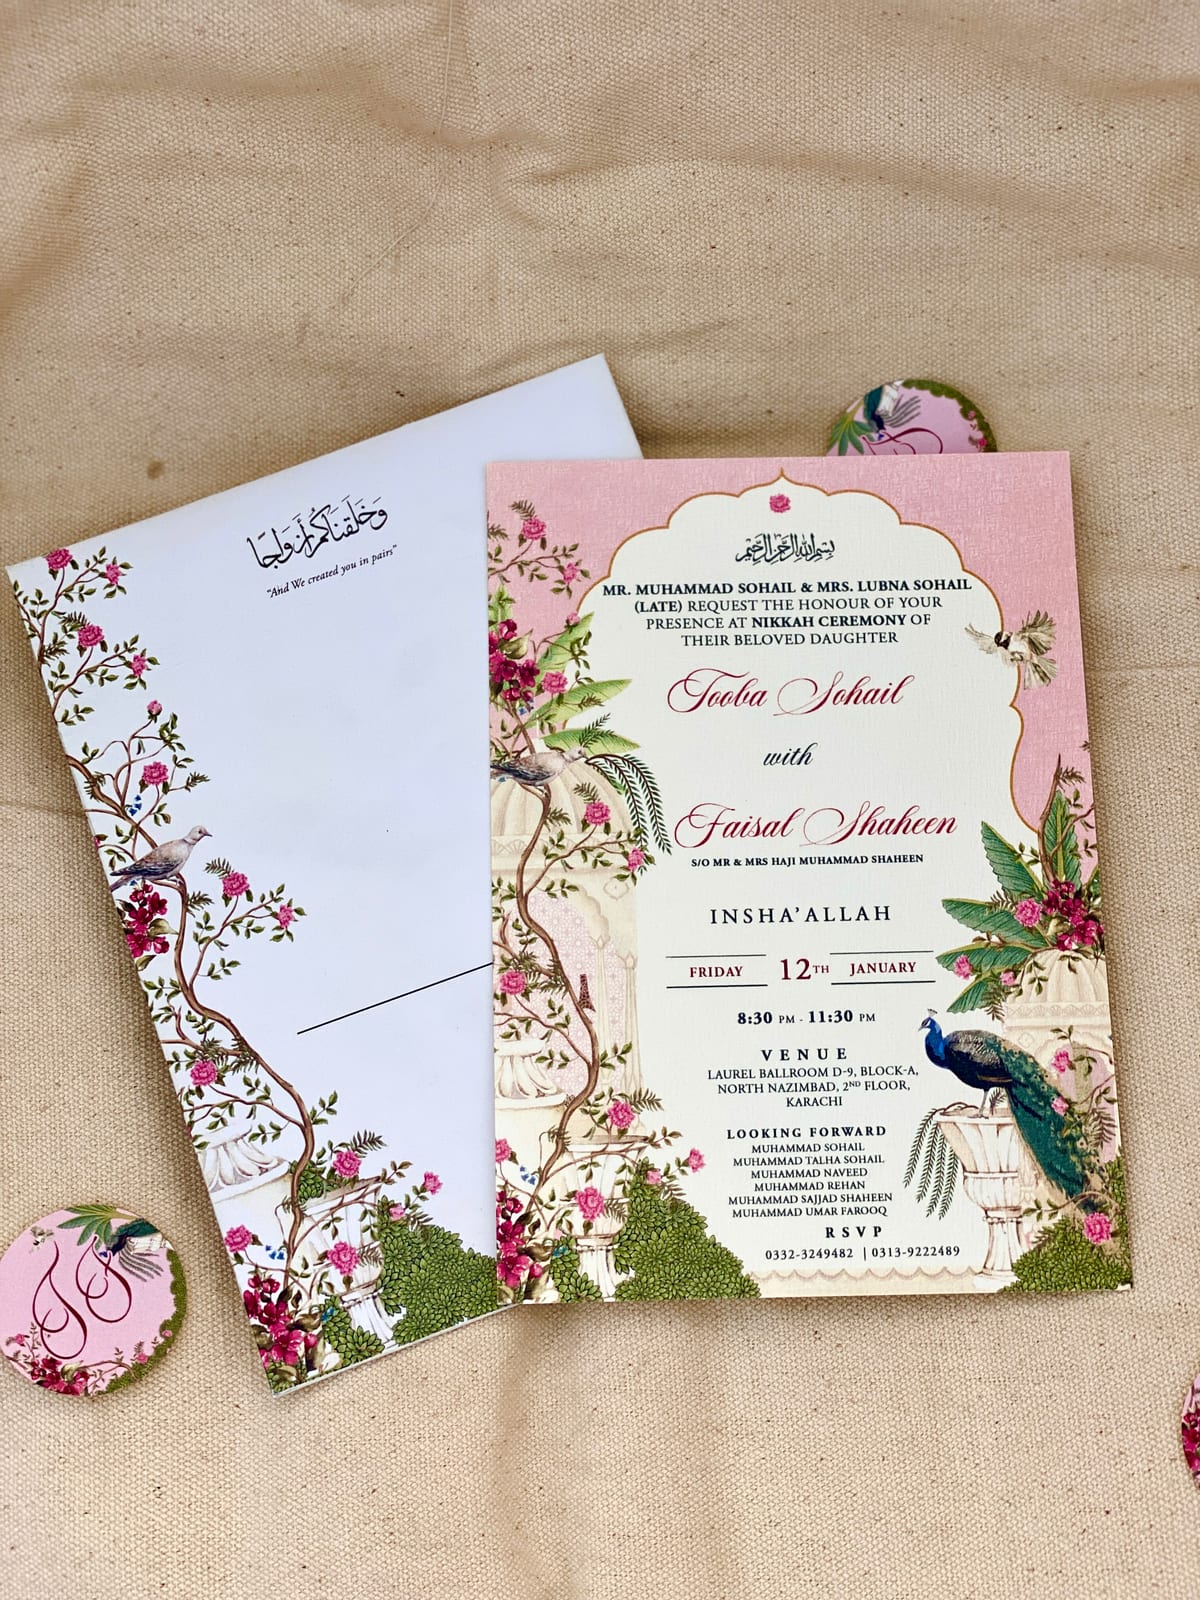 وَخَلَقْنَاكُمْ أَزْوَاجًا
"And We created you in pairs"
بسم الله الرحمن الرحيم
MR. MUHAMMAD SOHAIL & MRS. LUBNA SOHAIL
(LATE) REQUEST THE HONOUR OF YOUR
PRESENCE AT NIKKAH CEREMONY OF
THEIR BELOVED DAUGHTER
Tooba Sohail
with
Faisal Shaheen
S/O MR & MRS HAJI MUHAMMAD SHAHEEN
INSHA'ALLAH
FRIDAY 12TH JANUARY
8:30 PM - 11:30 PM
VENUE
LAUREL BALLROOM D-9, BLOCK-A,
NORTH NAZIMBAD, 2ND FLOOR,
KARACHI
LOOKING FORWARD
MUHAMMAD SOHAIL
MUHAMMAD TALHA SOHAIL
MUHAMMAD NAVEED
MUHAMMAD REHAN
MUHAMMAD SAJJAD SHAHEEN
MUHAMMAD UMAR FAROOQ
RSVP
0332-3249482 | 0313-9222489